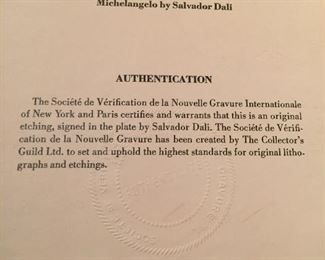 Michelangelo by Salvador Dali
AUTHENTICATION
The Société de Vérification de la Nouvelle Gravure Internationale
of New York and Paris certifies and warrants that this is an original
etching, signed in the plate by Salvador Dali. The Société de Vérifi-
cation de la Nouvelle Gravure has been created by The Collector's
Guild Ltd. to set and uphold the highest standards for original litho-
graphs and etchings.